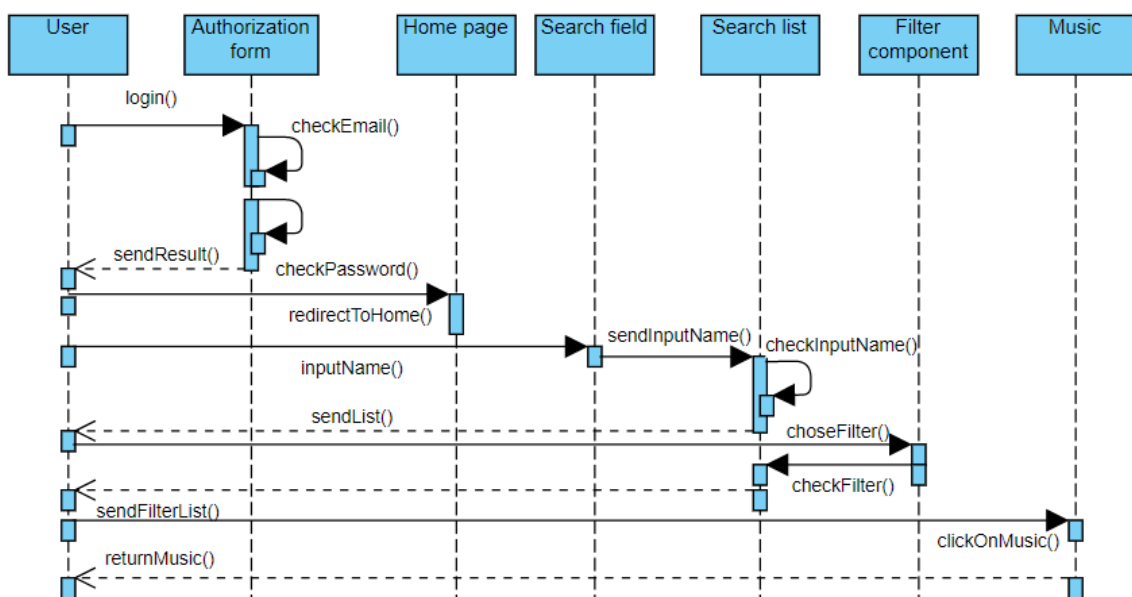 User
Authorization
form
Home page
Search field
Search list
Filter
component
Music
login()
checkEmail()
sendResult()
checkPassword()
redirectToHome()
sendInputName()
checkInputName()
inputName()
sendList()
choseFilter()
checkFilter()
sendFilterList()
clickOnMusic()
returnMusic()